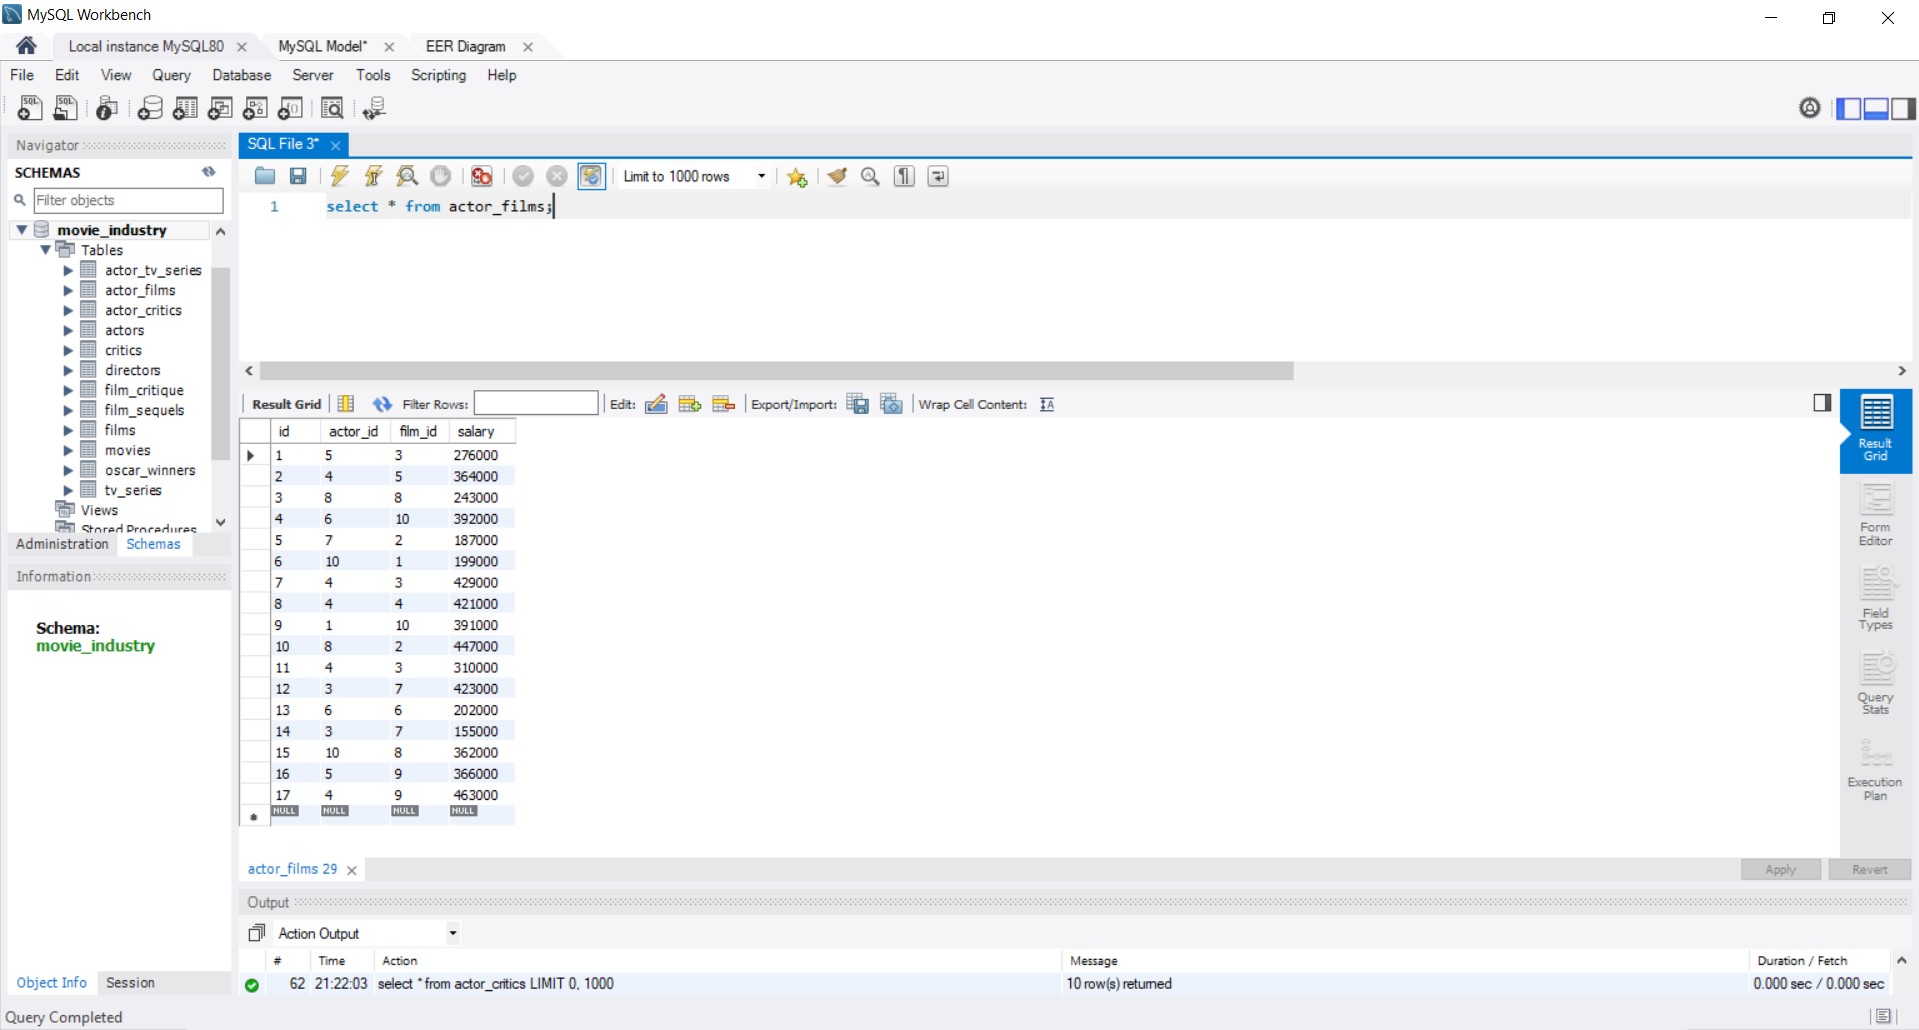 MySQL Workbench
Local instance MySQL80
MySQL Model*
EER Diagram
File Edit View Query Database Server Tools Scripting Help
Navigator
SCHEMAS
Filter objects
movie_industry
Tables
actor_tv_series
actor_films
actor_critics
actors
critics
directors
film_critique
film_sequels
films
movies
oscar_winners
tv_series
Views
Stored Procedures
Administration Schemas
Information
Schema:
movie_industry
Object Info Session
SQL File 3*
Limit to 1000 rows
1 select * from actor_films;
Result Grid Filter Rows: Edit: Export/Import: Wrap Cell Content:
id actor_id film_id salary
1 5 3 276000
2 4 5 364000
3 8 8 243000
4 6 10 392000
5 7 2 187000
6 10 1 199000
7 4 3 429000
8 4 4 421000
9 1 10 391000
10 8 2 447000
11 4 3 310000
12 3 7 423000
13 6 6 202000
14 3 7 155000
15 10 8 362000
16 5 9 366000
17 4 9 463000
NULL NULL NULL NULL
Result
Grid
Form
Editor
Field
Types
Query
Stats
Execution
Plan
actor_films 29
Apply Revert
Output
Action Output
# Time Action Message Duration / Fetch
62 21:22:03 select * from actor_critics LIMIT 0, 1000 10 row(s) returned 0.000 sec / 0.000 sec
Query Completed